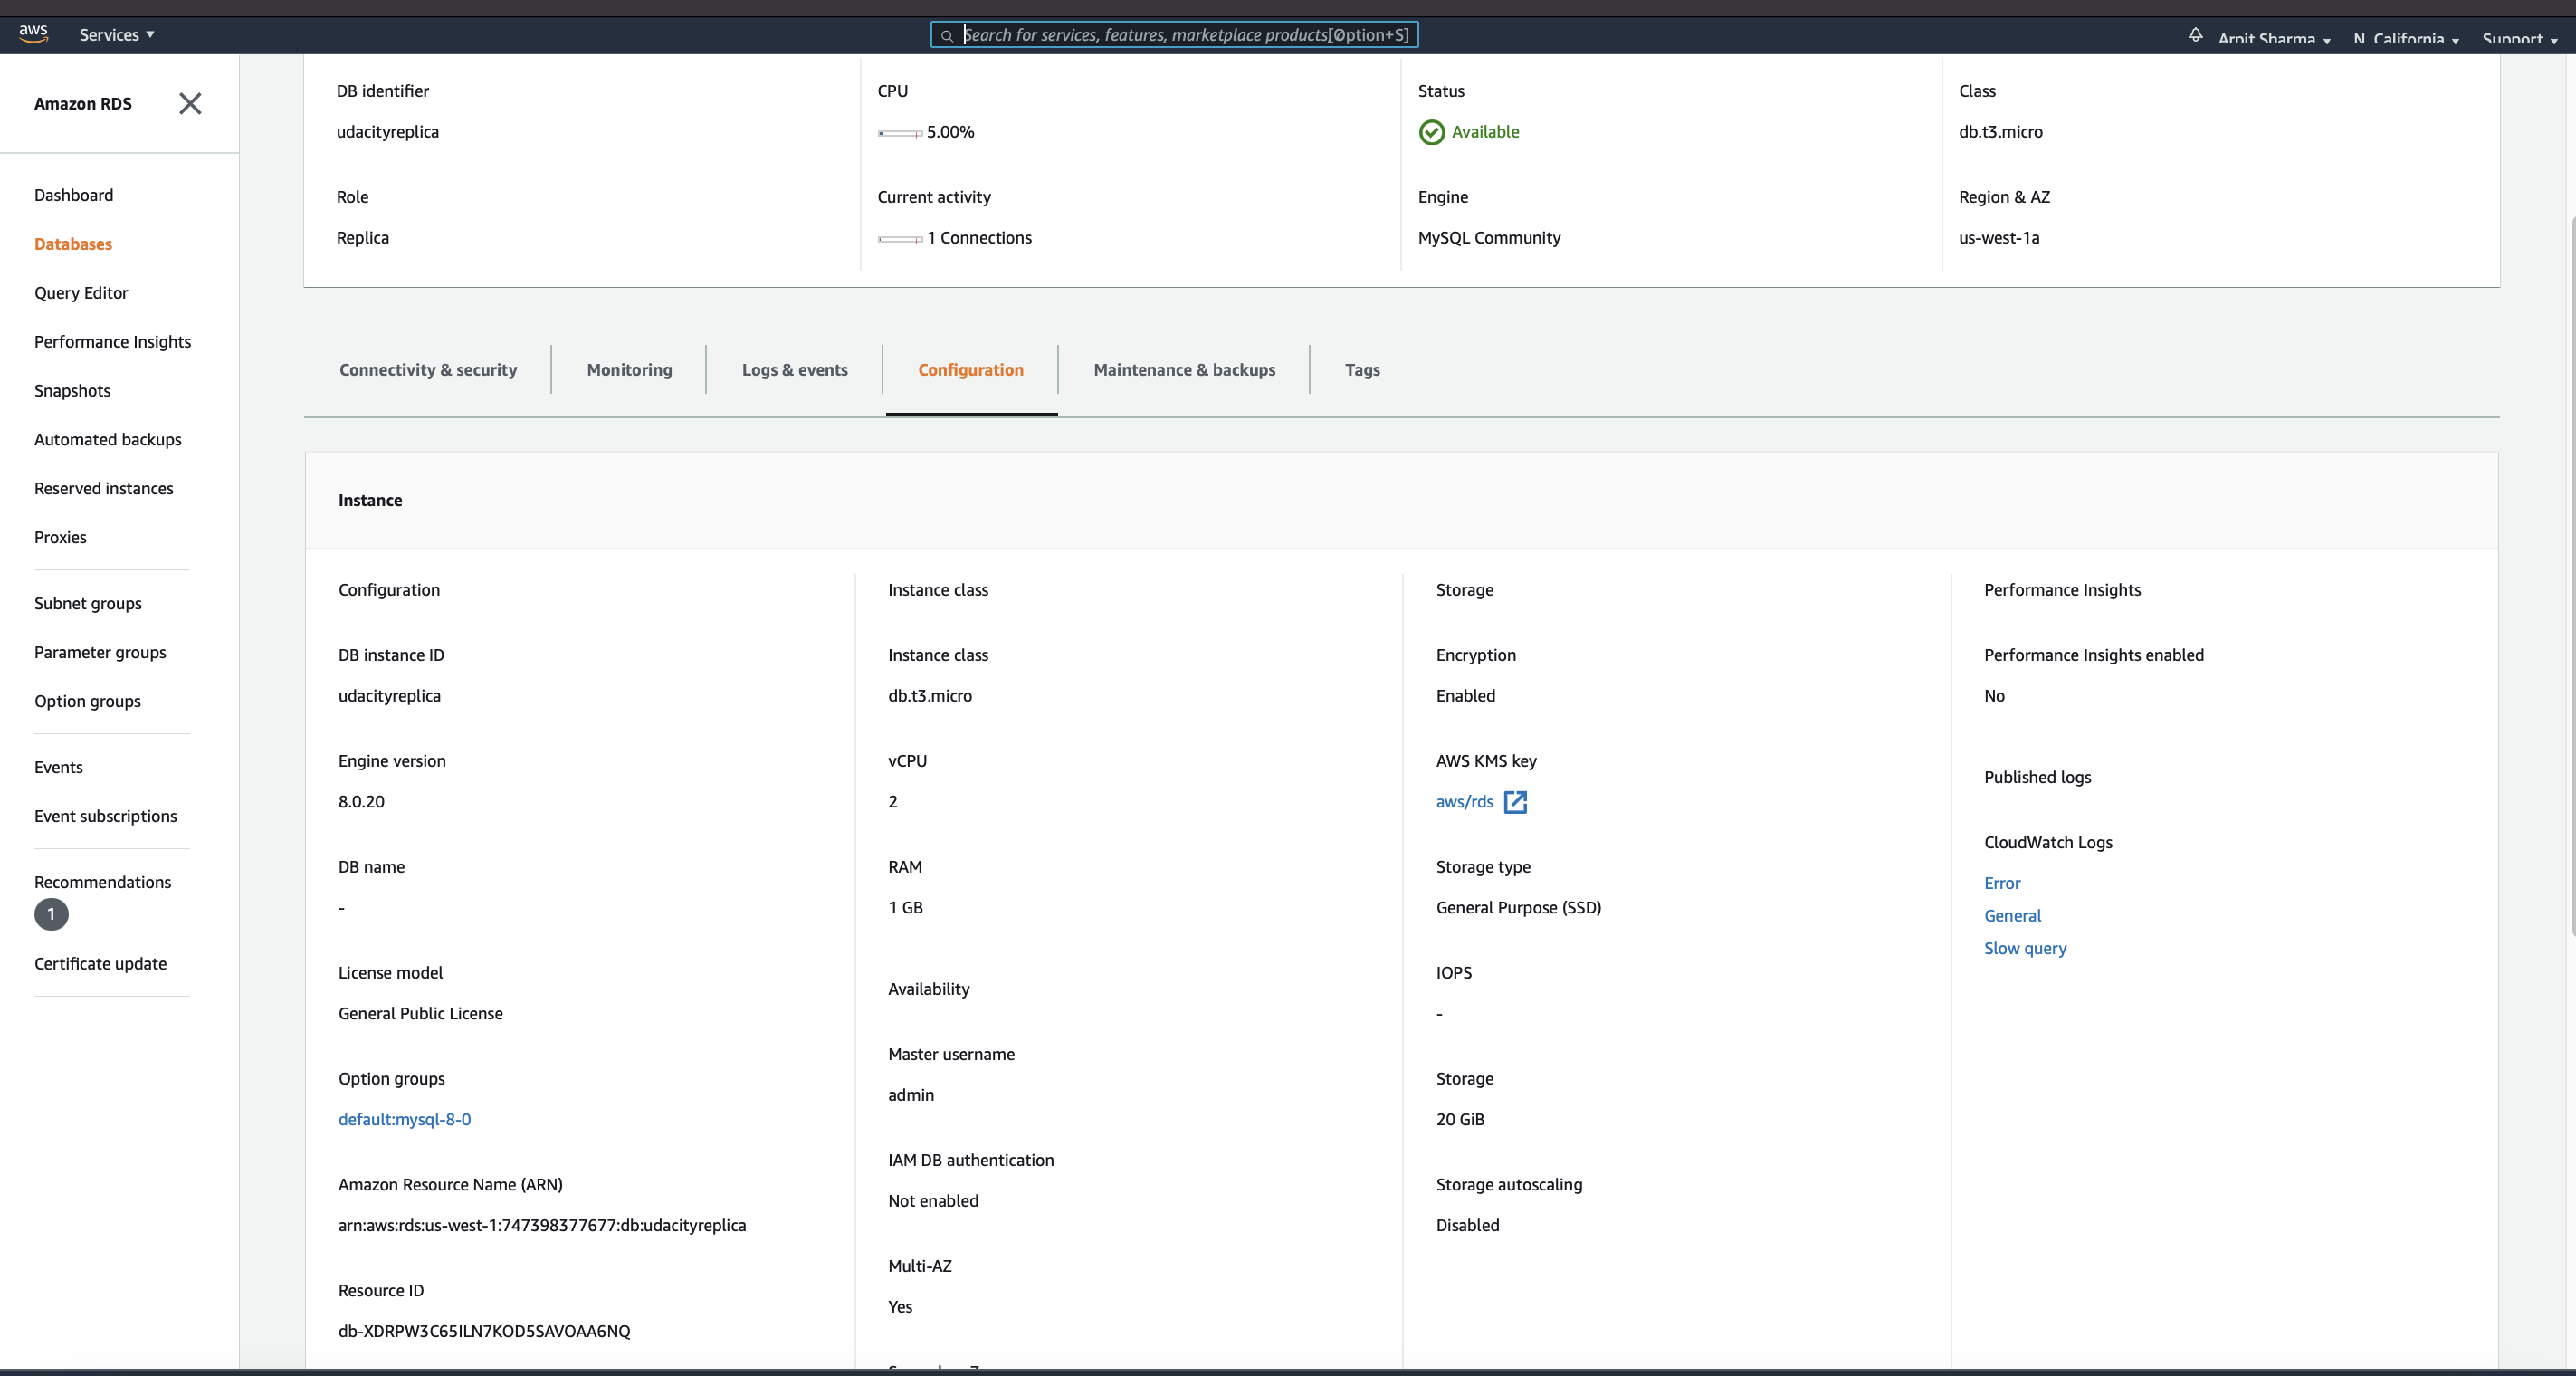 aws
Services
Search for services, features, marketplace products[Option+S]
Arpit Sharma
N. California
Support
Amazon RDS
Dashboard
Databases
Query Editor
Performance Insights
Snapshots
Automated backups
Reserved instances
Proxies
Subnet groups
Parameter groups
Option groups
Events
Event subscriptions
Recommendations
1
Certificate update
DB identifier
udacityreplica
Role
Replica
CPU
5.00%
Current activity
1 Connections
Status
Available
Engine
MySQL Community
Class
db.t3.micro
Region & AZ
us-west-1a
Connectivity & security
Monitoring
Logs & events
Configuration
Maintenance & backups
Tags
Instance
Configuration
DB instance ID
udacityreplica
Engine version
8.0.20
DB name
-
License model
General Public License
Option groups
default:mysql-8-0
Amazon Resource Name (ARN)
arn:aws:rds:us-west-1:747398377677:db:udacityreplica
Resource ID
db-XDRPW3C65ILN7KOD5SAVOAA6NQ
Instance class
Instance class
db.t3.micro
vCPU
2
RAM
1 GB
Availability
Master username
admin
IAM DB authentication
Not enabled
Multi-AZ
Yes
Storage
Encryption
Enabled
AWS KMS key
aws/rds
Storage type
General Purpose (SSD)
IOPS
-
Storage
20 GiB
Storage autoscaling
Disabled
Performance Insights
Performance Insights enabled
No
Published logs
CloudWatch Logs
Error
General
Slow query